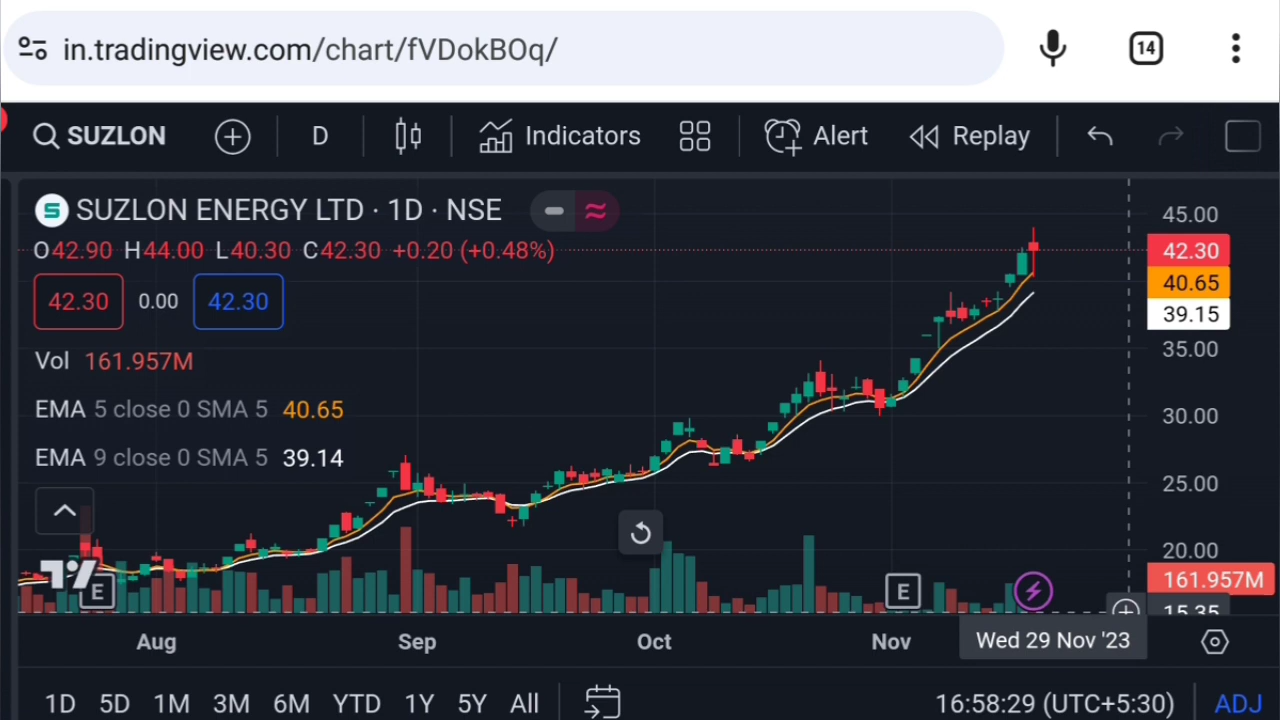 in.tradingview.com/chart/fVDokBOq/ 14
SUZLON D Indicators Alert Replay
SUZLON ENERGY LTD · 1D · NSE
O42.90 H44.00 L40.30 C42.30 +0.20 (+0.48%)
42.30 0.00 42.30
Vol 161.957M
EMA 5 close 0 SMA 5 40.65
EMA 9 close 0 SMA 5 39.14
45.00
42.30
40.65
39.15
35.00
30.00
25.00
20.00
161.957M
15.35
E E
Aug Sep Oct Nov Wed 29 Nov '23
1D 5D 1M 3M 6M YTD 1Y 5Y All 16:58:29 (UTC+5:30) ADJ